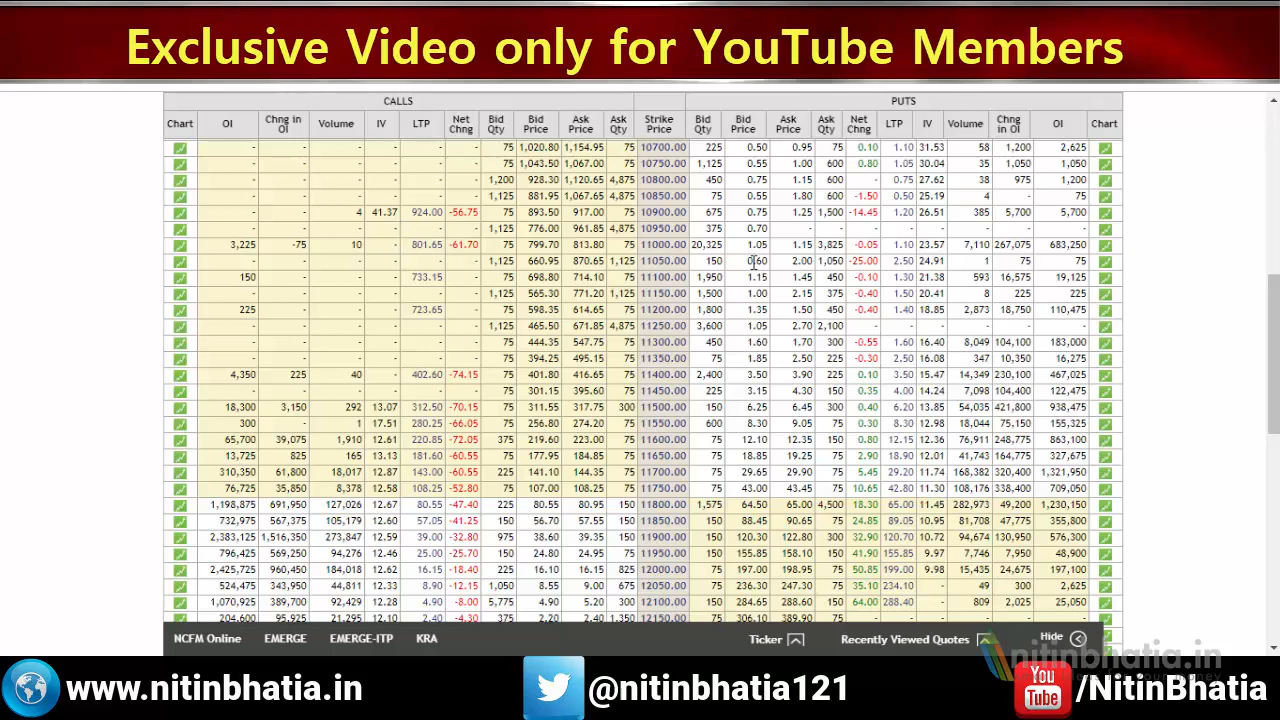 Exclusive Video only for YouTube Members
CALLS PUTS
Chart OI Chng in OI Volume IV LTP Net Chng Bid Qty Bid Price Ask Price Ask Qty Strike Price Bid Qty Bid Price Ask Price Ask Qty Net Chng LTP IV Volume Chng in OI OI Chart
- - - - - - 75 1,020.80 1,154.95 75 10700.00 225 0.50 0.95 75 0.10 1.10 31.53 58 1,200 2,625
- - - - - - 75 1,043.50 1,067.00 75 10750.00 1,125 0.55 1.00 600 0.80 1.05 30.04 35 1,050 1,050
- - - - - - 1,200 928.30 1,120.65 4,875 10800.00 450 0.75 1.15 600 - 0.75 27.62 38 975 1,200
- - - - - - 75 881.95 1,067.65 4,875 10850.00 75 0.55 1.80 600 -1.50 0.50 25.19 4 - 75
- - 4 41.37 924.00 -56.75 75 893.50 917.00 75 10900.00 675 0.75 1.25 1,500 -14.45 1.20 26.51 385 5,700 5,700
- - - - - - 1,125 776.00 961.85 4,875 10950.00 375 0.70 - - - - - - - -
3,225 -75 10 - 801.65 -61.70 75 799.70 813.80 75 11000.00 20,325 1.05 1.15 3,825 -0.05 1.10 23.57 7,110 267,075 683,250
- - - - - - 1,125 660.95 870.65 1,125 11050.00 150 0.60 2.00 1,050 -25.00 2.50 24.91 1 75 75
150 - - - 733.15 - 75 698.80 714.10 75 11100.00 1,950 1.15 1.45 450 -0.10 1.30 21.38 593 16,575 19,125
- - - - - - 1,125 565.30 771.20 1,125 11150.00 1,500 1.00 2.15 375 -0.40 1.50 20.41 8 225 225
225 - - - 723.65 - 75 598.35 614.65 75 11200.00 1,800 1.35 1.50 450 -0.40 1.40 18.85 2,873 18,750 110,475
- - - - - - 1,125 465.50 671.85 4,875 11250.00 3,600 1.05 2.70 2,100 - - - - - -
- - - - - - 75 444.35 547.75 75 11300.00 450 1.60 1.70 300 -0.55 1.60 16.40 8,049 104,100 183,000
- - - - - - 75 394.25 495.15 75 11350.00 75 1.85 2.50 225 -0.30 2.50 16.08 347 10,350 16,275
4,350 225 40 - 402.60 -74.15 75 401.80 416.65 75 11400.00 2,400 3.50 3.90 225 0.10 3.50 15.47 14,349 230,100 467,025
- - - - - - 75 301.15 395.60 75 11450.00 225 3.15 4.30 150 0.35 4.00 14.24 7,098 104,400 122,475
18,300 3,150 292 13.07 312.50 -70.15 75 311.55 317.75 300 11500.00 150 6.25 6.45 300 0.40 6.20 13.85 54,035 421,800 938,475
300 - 1 17.51 280.25 -66.05 75 256.80 274.20 75 11550.00 600 8.30 9.05 75 0.30 8.30 12.98 18,044 75,150 155,325
65,700 39,075 1,910 12.61 220.85 -72.05 375 219.60 223.00 75 11600.00 75 12.10 12.35 150 0.80 12.15 12.36 76,911 248,775 863,100
13,725 825 165 13.13 181.60 -60.55 75 177.95 184.85 75 11650.00 75 18.85 19.25 75 2.90 18.90 12.01 41,743 164,775 327,675
310,350 61,800 18,017 12.87 143.00 -60.55 75 141.10 144.35 75 11700.00 75 29.65 29.90 75 5.45 29.20 11.74 168,382 320,400 1,321,950
76,725 35,850 8,378 12.53 108.25 -52.80 75 107.00 108.25 75 11750.00 75 43.00 43.45 75 10.65 42.80 11.30 108,176 338,400 709,050
1,198,875 691,950 127,026 12.67 80.55 -47.40 225 80.55 80.95 150 11800.00 1,575 64.50 65.00 4,500 18.30 65.00 11.45 282,973 49,200 1,230,150
732,975 567,375 105,179 12.60 57.05 -41.25 150 56.70 57.55 150 11850.00 150 88.45 90.65 75 24.85 89.05 10.95 81,708 47,775 355,800
2,383,125 1,516,350 273,847 12.59 39.00 -32.80 975 38.60 39.35 150 11900.00 150 120.30 122.80 300 32.90 120.70 10.72 94,674 130,950 576,300
796,425 569,250 94,276 12.46 25.00 -25.70 150 24.80 24.95 75 11950.00 150 155.85 158.10 150 41.90 155.85 9.97 7,746 7,950 48,900
2,425,725 960,450 184,018 12.62 16.15 -18.40 225 16.10 16.15 825 12000.00 75 197.00 198.95 75 50.85 199.00 9.98 15,435 24,675 197,100
524,475 343,950 44,811 12.33 8.90 -12.15 1,050 8.55 9.00 675 12050.00 75 236.30 247.30 75 35.10 234.10 - 49 300 2,625
1,070,925 389,700 92,429 12.28 4.90 -8.00 5,775 4.90 5.20 300 12100.00 150 284.65 288.60 150 64.00 288.40 - 809 2,025 25,050
204,600 95,925 21,295 12.10 2.40 -4.30 375 2.20 2.40 1,350 12150.00 75 306.10 389.90 75 - - - - - -
NCFM Online EMERGE EMERGE-ITP KRA Ticker Recently Viewed Quotes Hide
nitinbhatia.in
www.nitinbhatia.in @nitinbhatia121 You Tube /NitinBhatia